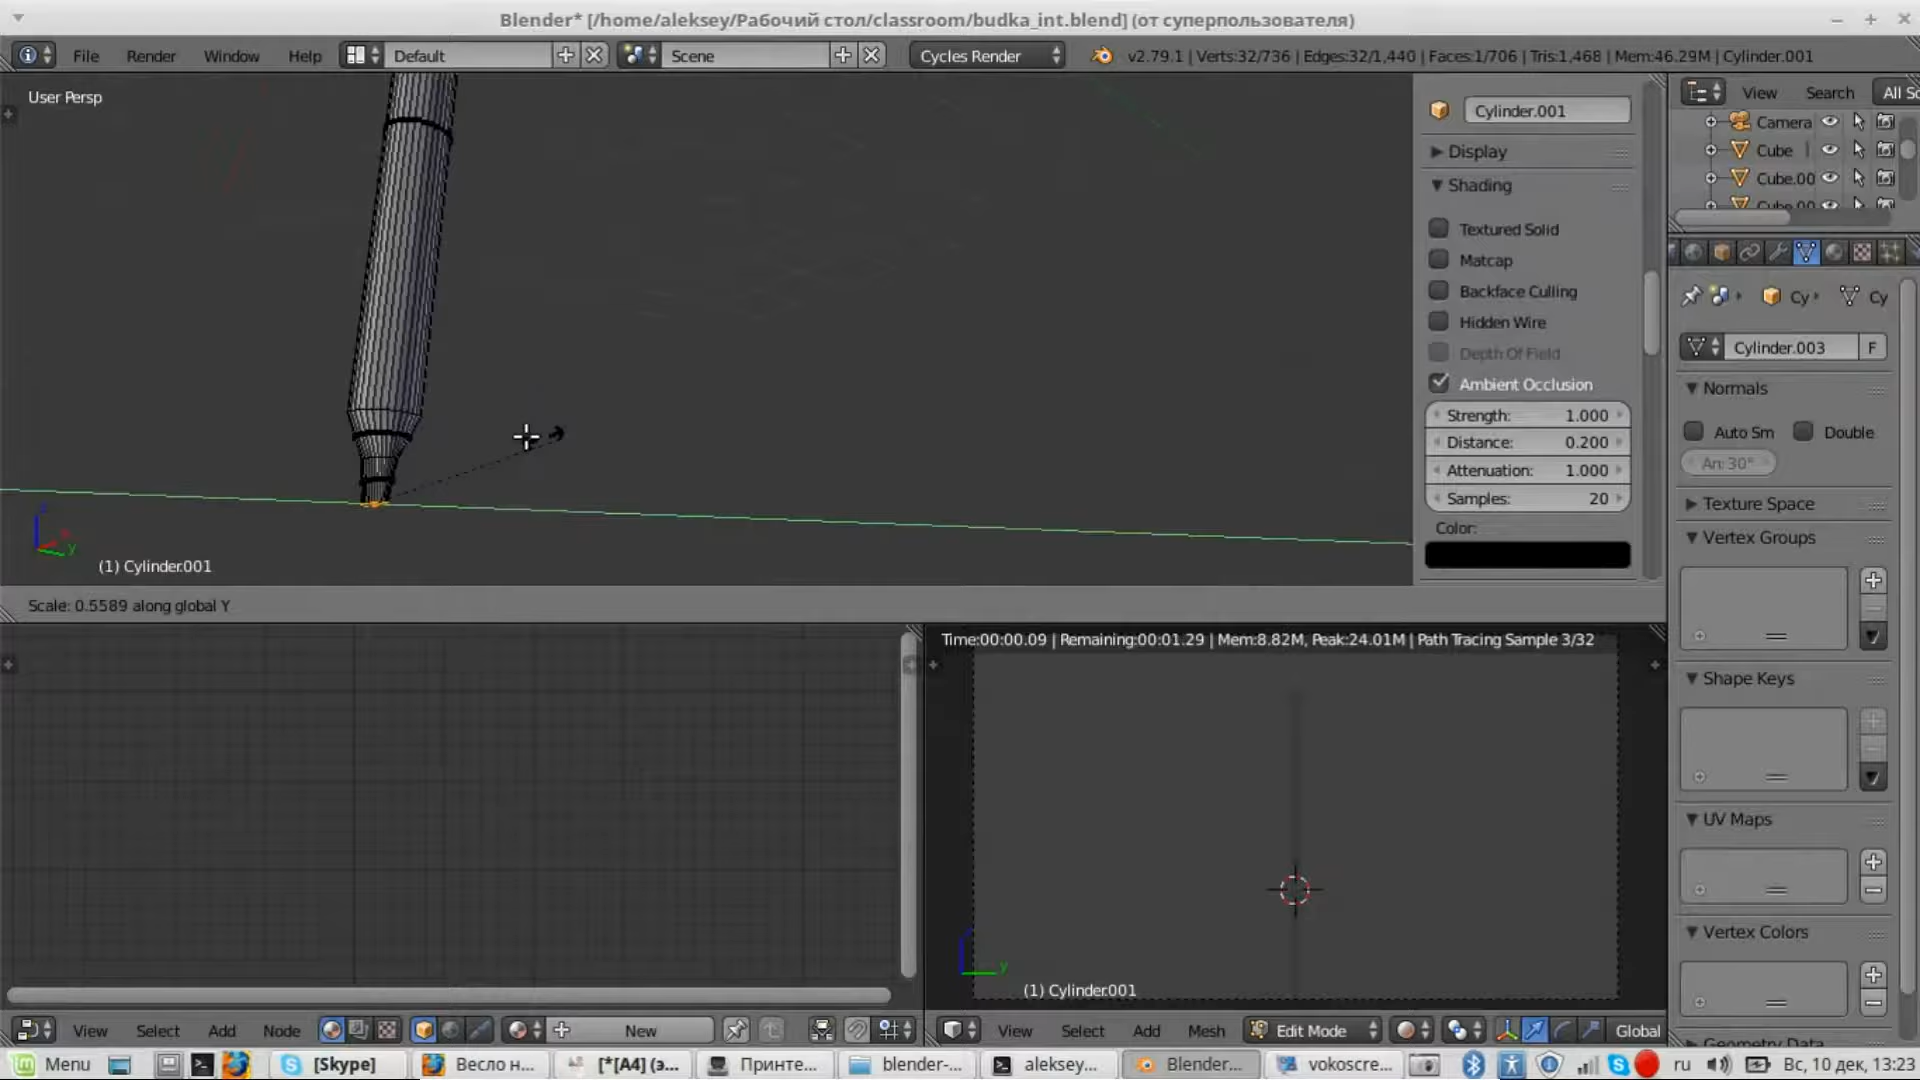 Blender* [/home/aleksey/Рабочий стол/classroom/budka_int.blend] (от суперпользователя)
File Render Window Help Default Scene Cycles Render v2.79.1 | Verts:32/736 | Edges:32/1,440 | Faces:1/706 | Tris:1,468 | Mem:46.29M | Cylinder.001
User Persp
(1) Cylinder.001
Scale: 0.5589 along global Y
Cylinder.001
Display
Shading
Textured Solid
Matcap
Backface Culling
Hidden Wire
Depth Of Field
Ambient Occlusion
Strength: 1.000
Distance: 0.200
Attenuation: 1.000
Samples: 20
Color:
View Search All Sc
Camera
Cube
Cube.00
Cube.00
Cy Cy
Cylinder.003 F
Normals
Auto Sm Double
An: 30°
Texture Space
Vertex Groups
Shape Keys
UV Maps
Vertex Colors
Geometry Data
Time:00:00.09 | Remaining:00:01.29 | Mem:8.82M, Peak:24.01M | Path Tracing Sample 3/32
y
y
(1) Cylinder.001
View Select Add Node New
View Select Add Mesh Edit Mode Global
Menu [Skype] Весло н... [*[A4] (э... Принте... blender-... aleksey... Blender... vokoscre... ru Вс, 10 дек, 13:23